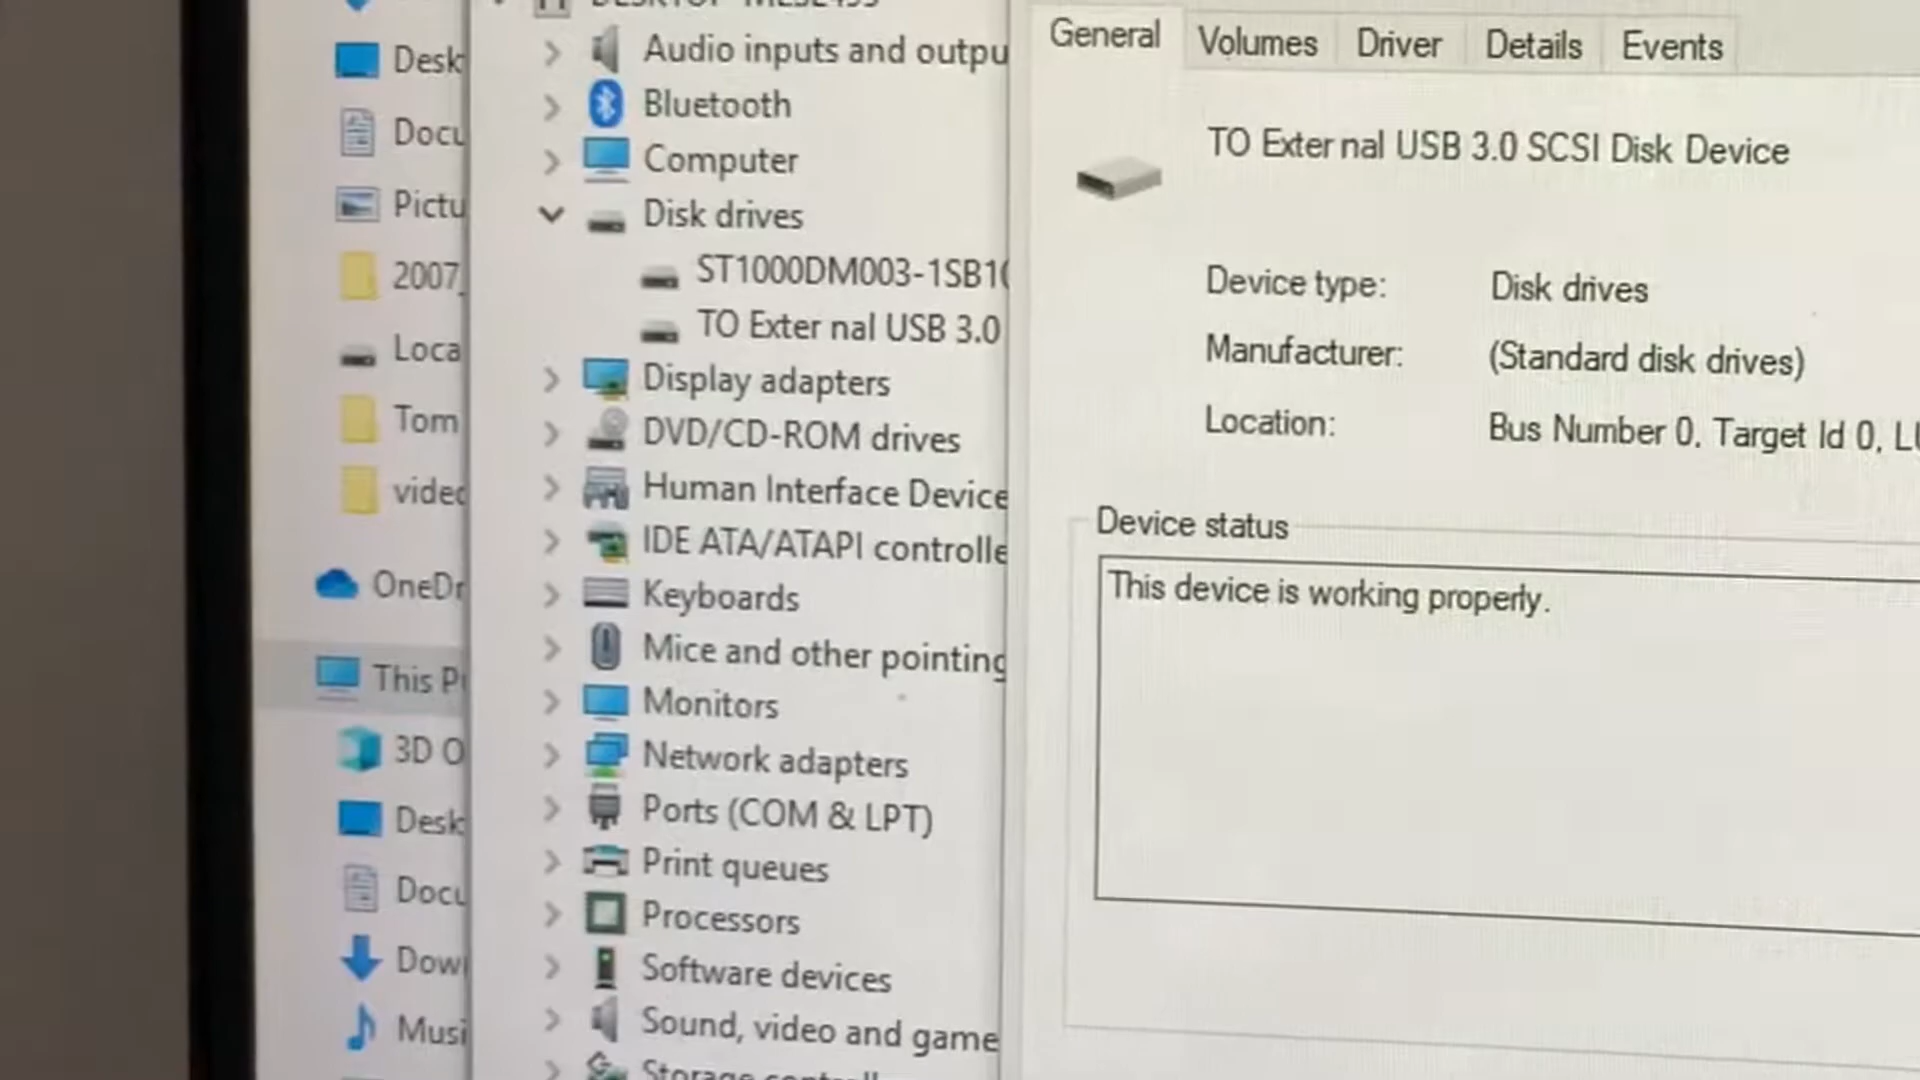 Desk
Docu
Pictu
2007_
Loca
Tom
videc
OneDr
This P
3D O
Desk
Docu
Dow
Musi
Audio inputs and outpu
Bluetooth
Computer
Disk drives
ST1000DM003-1SB10
TO Exter nal USB 3.0
Display adapters
DVD/CD-ROM drives
Human Interface Device
IDE ATA/ATAPI controlle
Keyboards
Mice and other pointing
Monitors
Network adapters
Ports (COM & LPT)
Print queues
Processors
Software devices
Sound, video and game
General Volumes Driver Details Events
TO Exter nal USB 3.0 SCSI Disk Device
Device type: Disk drives
Manufacturer: (Standard disk drives)
Location: Bus Number 0, Target Id 0, LU
Device status
This device is working properly.